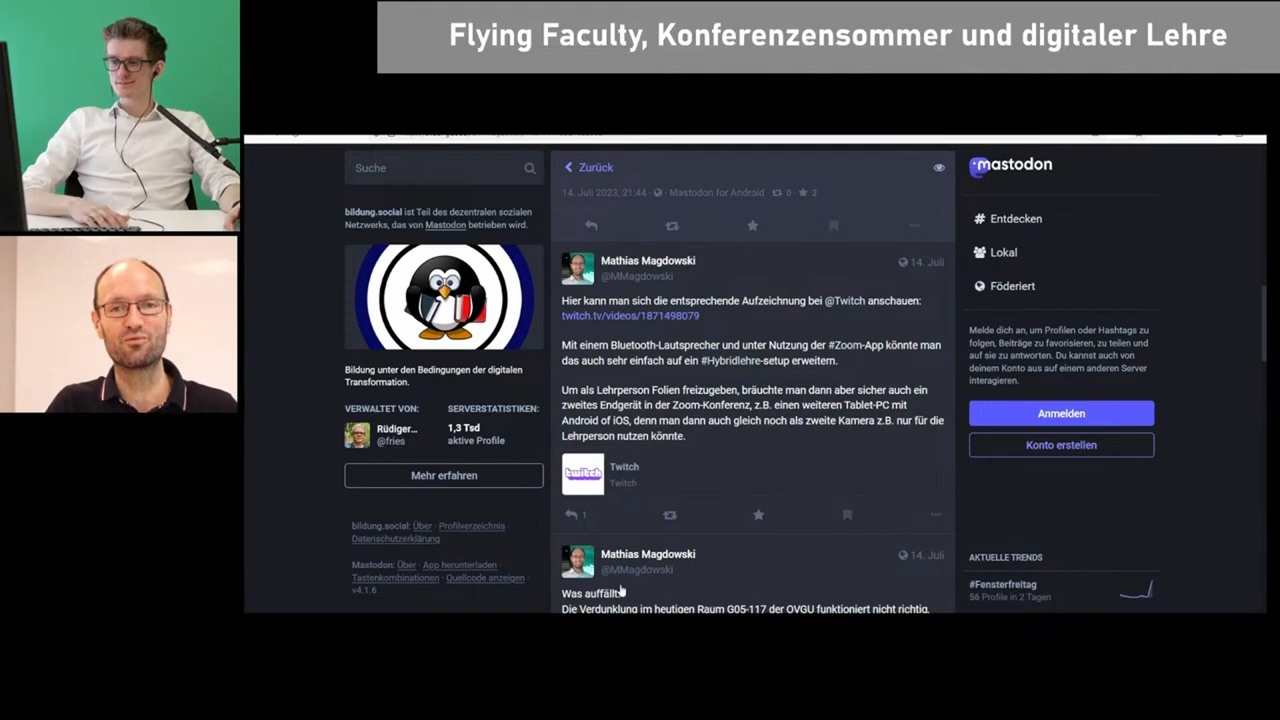 Flying Faculty, Konferenzensommer und digitaler Lehre
Suche
bildung.social ist Teil des dezentralen sozialen
Netzwerks, das von Mastodon betrieben wird.
Bildung unter den Bedingungen der digitalen
Transformation.
VERWALTET VON:
SERVERSTATISTIKEN:
Rüdiger...
@fries
1,3 Tsd
aktive Profile
Mehr erfahren
bildung.social: Über · Profilverzeichnis ·
Datenschutzerklärung
Mastodon: Über · App herunterladen ·
Tastenkombinationen · Quellcode anzeigen ·
v4.1.6
Zurück
14. Juli 2023, 21:44 · Mastodon for Android · 0 · 2
Mathias Magdowski
@MMagdowski
14. Juli
Hier kann man sich die entsprechende Aufzeichnung bei @Twitch anschauen:
twitch.tv/videos/1871498079
Mit einem Bluetooth-Lautsprecher und unter Nutzung der #Zoom-App könnte man
das auch sehr einfach auf ein #Hybridlehre-setup erweitern.
Um als Lehrperson Folien freizugeben, bräuchte man dann aber sicher auch ein
zweites Endgerät in der Zoom-Konferenz, z.B. einen weiteren Tablet-PC mit
Android of iOS, denn man dann auch gleich noch als zweite Kamera z.B. nur für die
Lehrperson nutzen könnte.
twitch
Twitch
Twitch
1
Mathias Magdowski
@MMagdowski
14. Juli
Was auffällt:
Die Verdunklung im heutigen Raum G05-117 der OVGU funktioniert nicht richtig.
mastodon
# Entdecken
Lokal
Föderiert
Melde dich an, um Profilen oder Hashtags zu
folgen, Beiträge zu favorisieren, zu teilen und
auf sie zu antworten. Du kannst auch von
deinem Konto aus auf einem anderen Server
interagieren.
Anmelden
Konto erstellen
AKTUELLE TRENDS
#Fensterfreitag
56 Profile in 2 Tagen